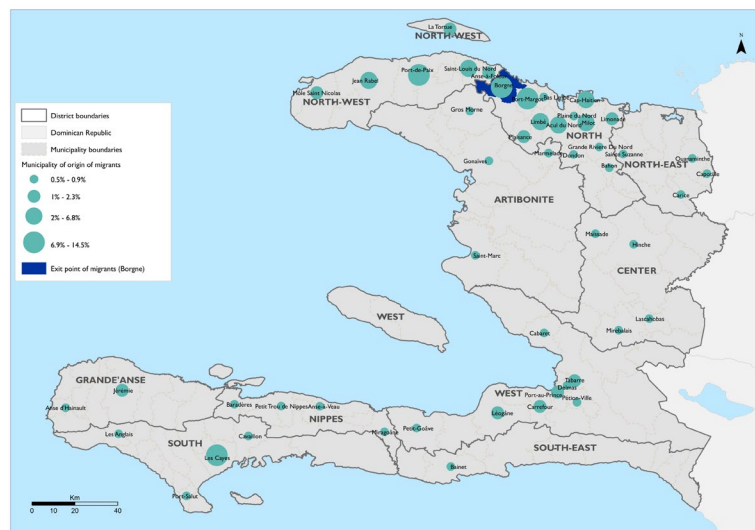 La Tortue
NORTH-WEST
N
Saint-Louis du Nord
Port-de-Paix
Anse-à-Foleur
Jean Rabel
Borgne
Môle Saint Nicolas
Port-Margot
Bas Limbé
Cap-Haïtien
NORTH-WEST
Gros Morne
Limbé
Plaine du Nord
Acul du Nord
Milot
Limonade
Plaisance
NORTH
Grande Rivière Du Nord
Marmelade
Dondon
Sainte Suzanne
Gonaïves
Bahon
NORTH-EAST
Ouanaminthe
Capotille
Carice
ARTIBONITE
Maïssade
Hinche
Saint-Marc
CENTER
WEST
Lascahobas
Cabaret
Mirebalais
GRANDE'ANSE
Jérémie
Anse d'Hainault
Baradères
Petit Trou de Nippes
Anse-à-Veau
NIPPES
WEST
Tabarre
Delmas
Port-au-Prince
Pétion-Ville
Léogâne
Carrefour
Petit-Goâve
Miragoâne
Les Anglais
SOUTH
Cavaillon
Les Cayes
SOUTH-EAST
Bainet
Port-Salut
District boundaries
Dominican Republic
Municipality boundaries
Municipality of origin of migrants
0.5% - 0.9%
1% - 2.3%
2% - 6.8%
6.9% - 14.5%
Exit point of migrants (Borgne)
Km
0 10 20 40